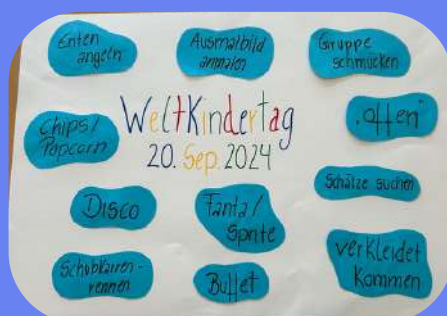 Enten
angeln
Ausmalbild
anmalen
Gruppe
schmücken
Chips/
Popcorn
WeltKindertag
20. Sep. 2024
"offen"
Schätze suchen
Disco
Fanta/
Sprite
Schubkarren-
rennen
Buffet
verkleidet
kommen